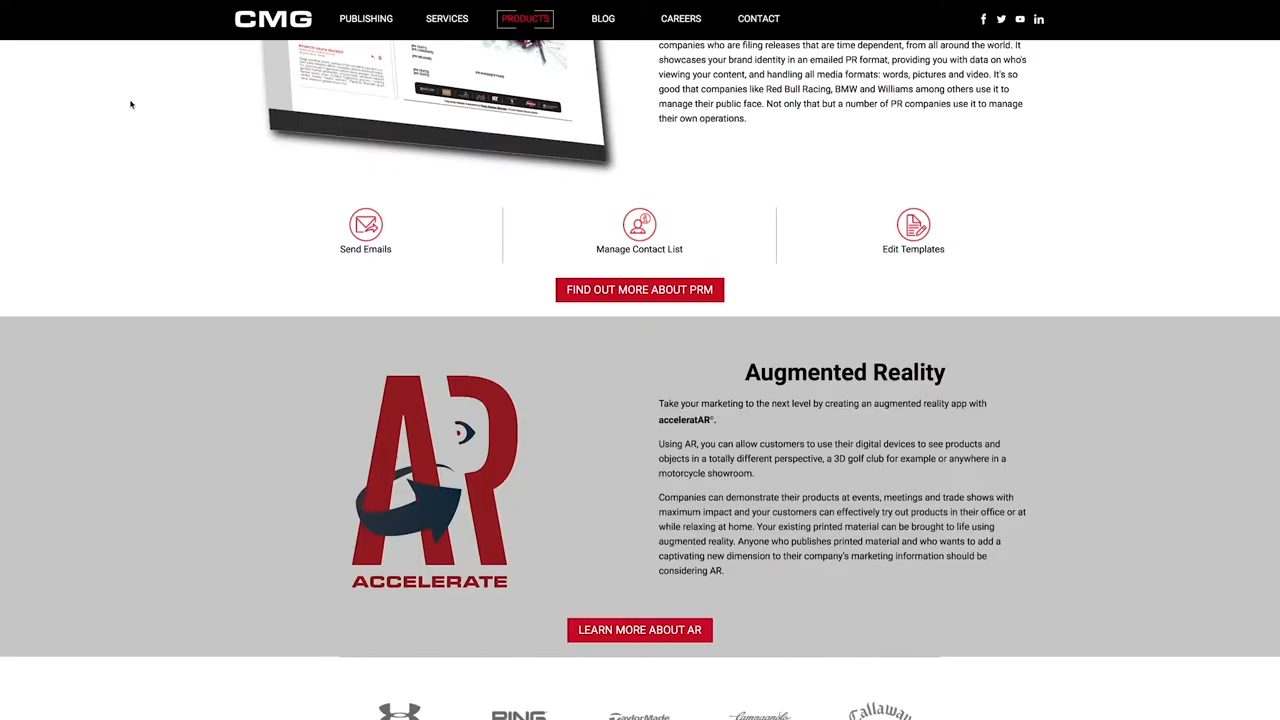 CMG PUBLISHING SERVICES PRODUCTS BLOG CAREERS CONTACT
companies who are filing releases that are time dependent, from all around the world. It
showcases your brand identity in an emailed PR format, providing you with data on who's
viewing your content, and handling all media formats: words, pictures and video. It's so
good that companies like Red Bull Racing, BMW and Williams among others use it to
manage their public face. Not only that but a number of PR companies use it to manage
their own operations.
Send Emails Manage Contact List Edit Templates
FIND OUT MORE ABOUT PRM
Augmented Reality
Take your marketing to the next level by creating an augmented reality app with
acceleratAR®.
Using AR, you can allow customers to use their digital devices to see products and
objects in a totally different perspective, a 3D golf club for example or anywhere in a
motorcycle showroom.
Companies can demonstrate their products at events, meetings and trade shows with
maximum impact and your customers can effectively try out products in their office or at
while relaxing at home. Your existing printed material can be brought to life using
augmented reality. Anyone who publishes printed material and who wants to add a
captivating new dimension to their company's marketing information should be
considering AR.
AR
ACCELERATE
LEARN MORE ABOUT AR
PING TaylorMade Campagnolo Callaway